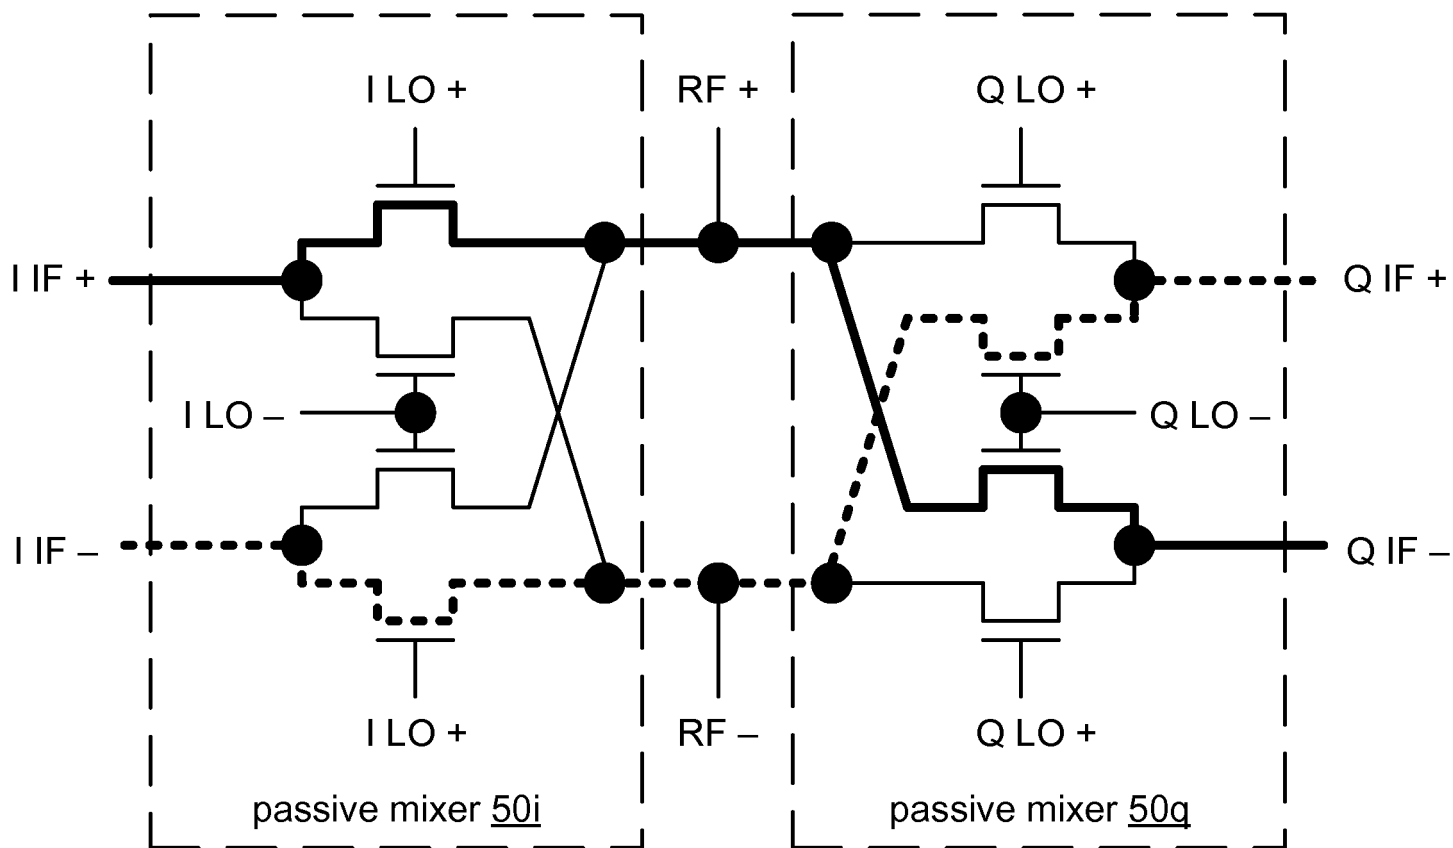 I LO +
RF +
Q LO +
I IF +
Q IF +
I LO –
Q LO –
I IF –
Q IF –
I LO +
RF –
Q LO +
passive mixer 50i
passive mixer 50q